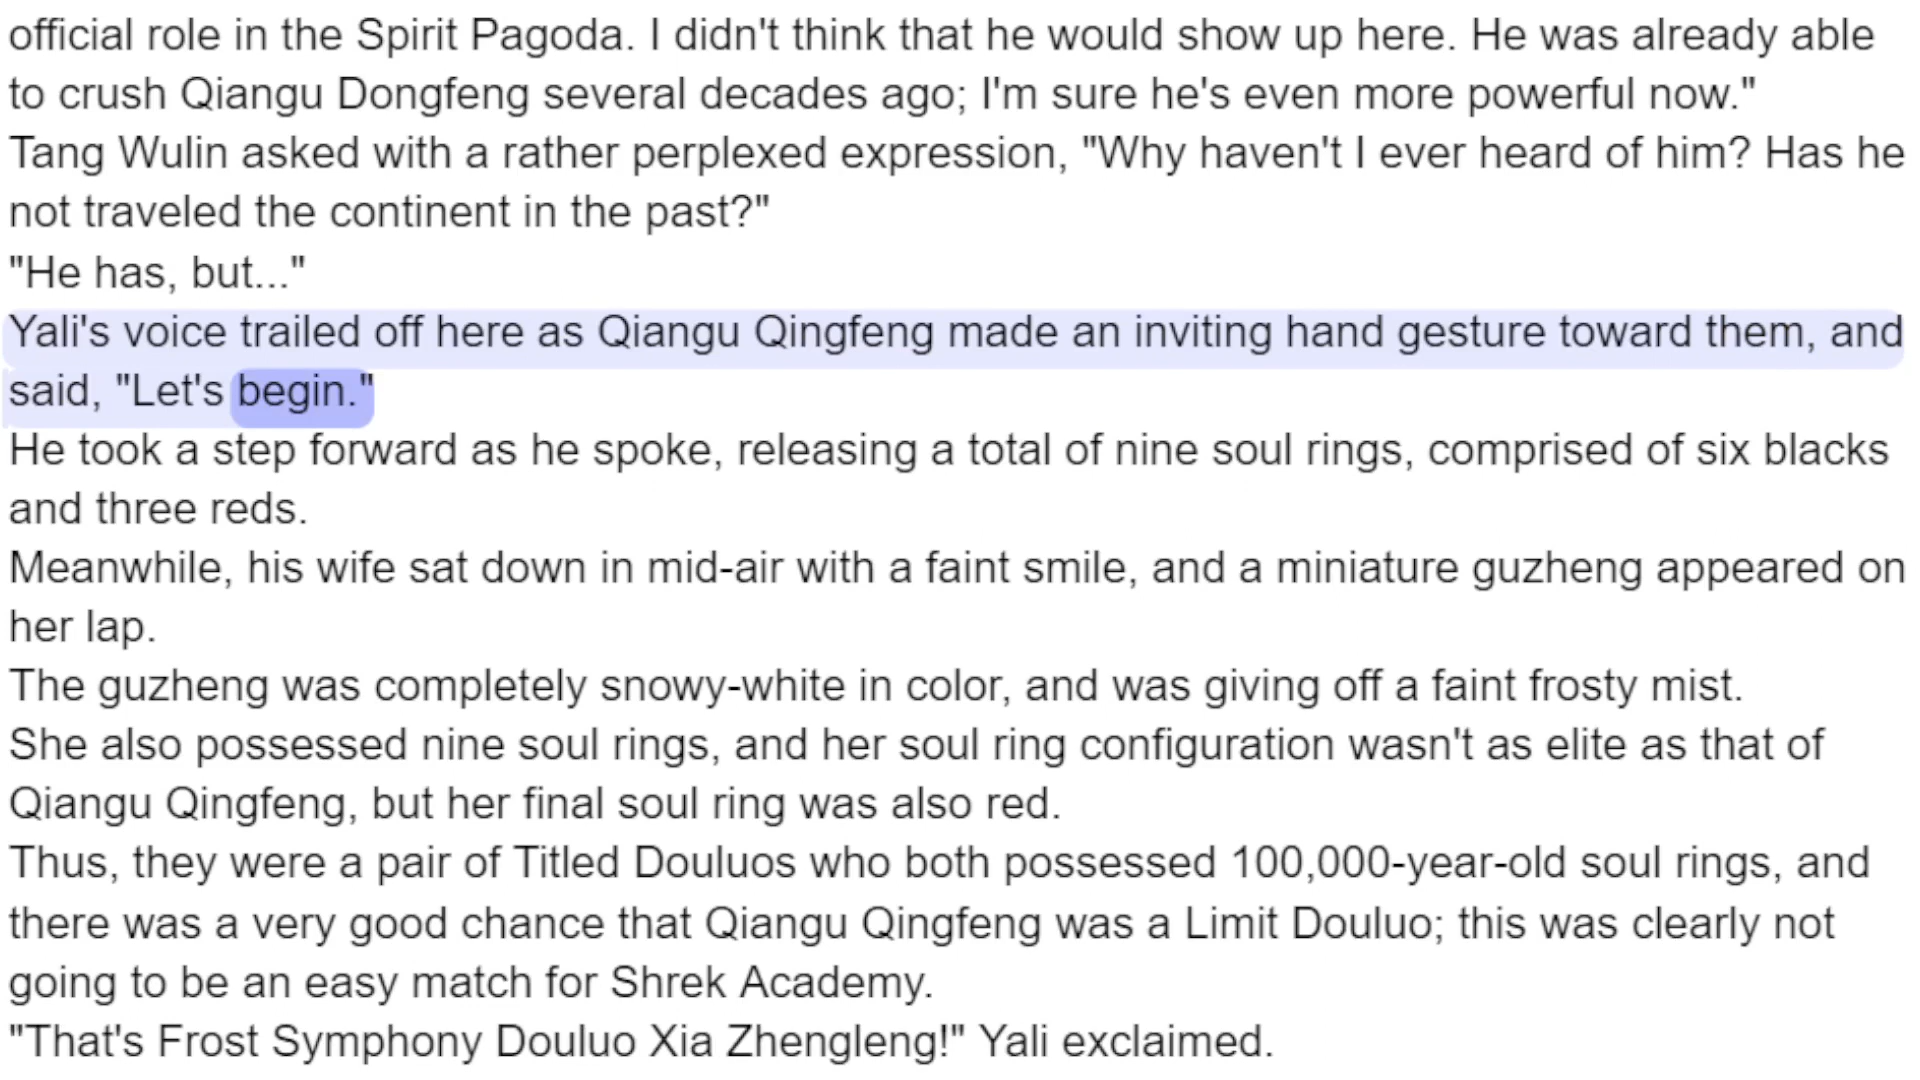 official role in the Spirit Pagoda. I didn't think that he would show up here. He was already able
to crush Qiangu Dongfeng several decades ago; I'm sure he's even more powerful now."
Tang Wulin asked with a rather perplexed expression, "Why haven't I ever heard of him? Has he
not traveled the continent in the past?"
"He has, but..."
Yali's voice trailed off here as Qiangu Qingfeng made an inviting hand gesture toward them, and
said, "Let's begin."
He took a step forward as he spoke, releasing a total of nine soul rings, comprised of six blacks
and three reds.
Meanwhile, his wife sat down in mid-air with a faint smile, and a miniature guzheng appeared on
her lap.
The guzheng was completely snowy-white in color, and was giving off a faint frosty mist.
She also possessed nine soul rings, and her soul ring configuration wasn't as elite as that of
Qiangu Qingfeng, but her final soul ring was also red.
Thus, they were a pair of Titled Douluos who both possessed 100,000-year-old soul rings, and
there was a very good chance that Qiangu Qingfeng was a Limit Douluo; this was clearly not
going to be an easy match for Shrek Academy.
"That's Frost Symphony Douluo Xia Zhengleng!" Yali exclaimed.